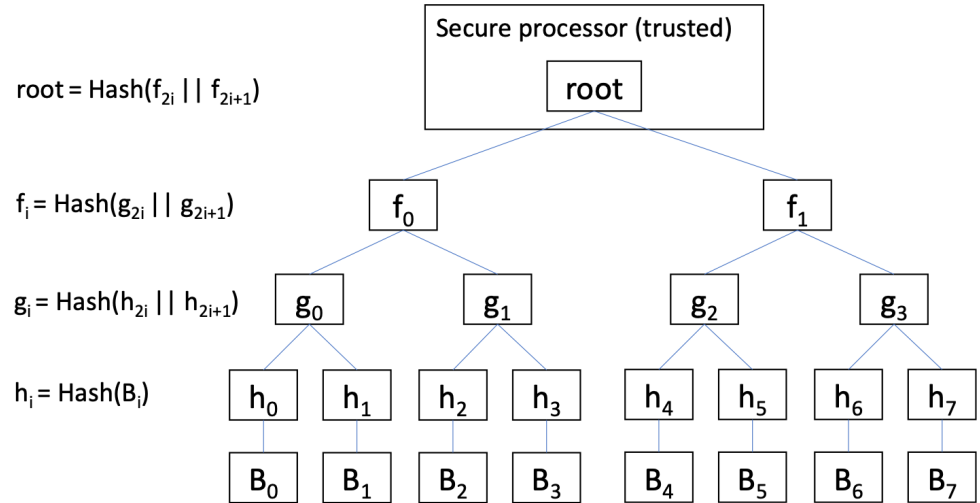 Secure processor (trusted)
root = Hash(f₂ᵢ || f₂ᵢ₊₁)
root
fᵢ = Hash(g₂ᵢ || g₂ᵢ₊₁)
f₀ f₁
gᵢ = Hash(h₂ᵢ || h₂ᵢ₊₁)
g₀ g₁ g₂ g₃
hᵢ = Hash(Bᵢ)
h₀ h₁ h₂ h₃ h₄ h₅ h₆ h₇
B₀ B₁ B₂ B₃ B₄ B₅ B₆ B₇